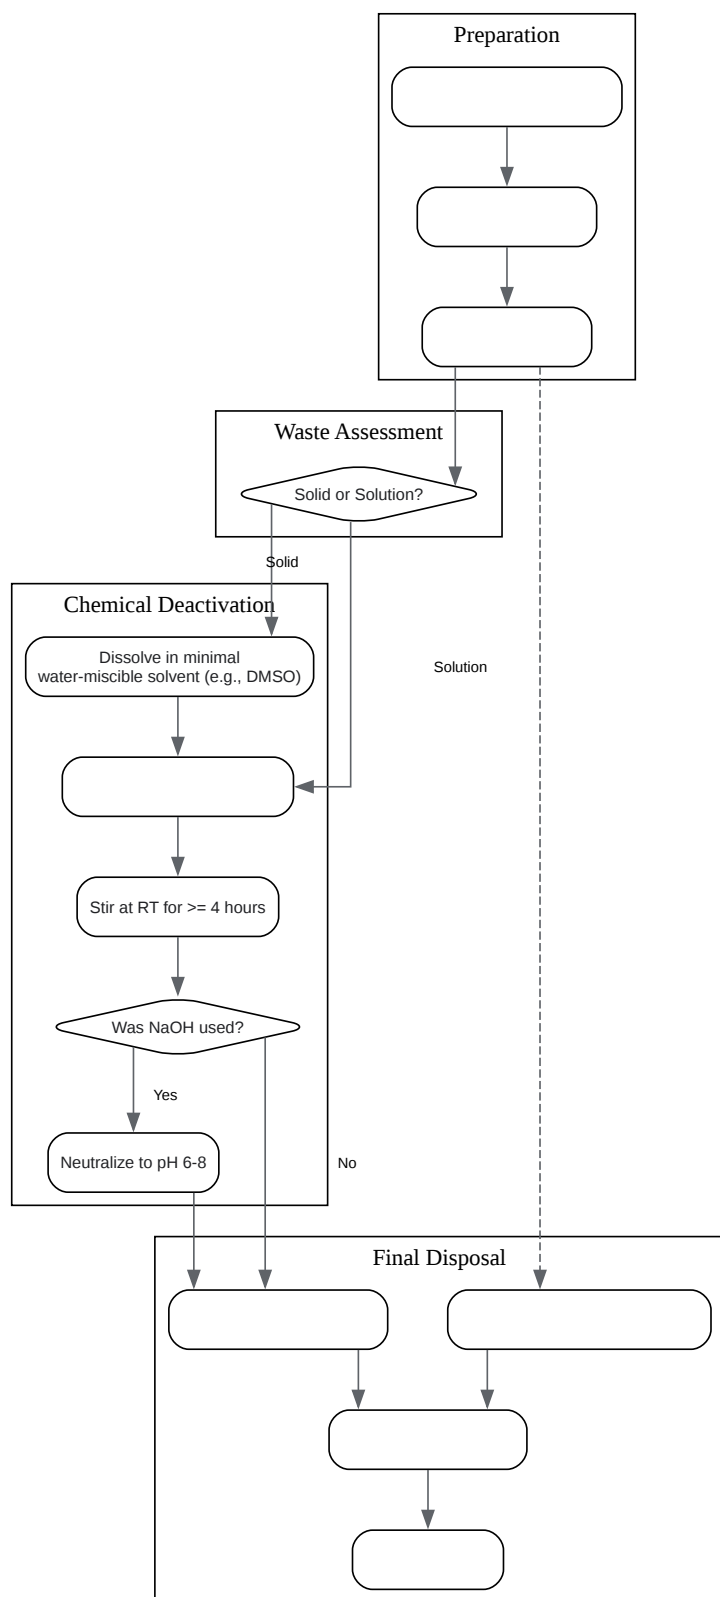 Preparation
Waste Assessment
Solid or Solution?
Solid
Chemical Deactivation
Dissolve in minimal
water-miscible solvent (e.g., DMSO)
Solution
Stir at RT for >= 4 hours
Was NaOH used?
Yes
Neutralize to pH 6-8
No
Final Disposal